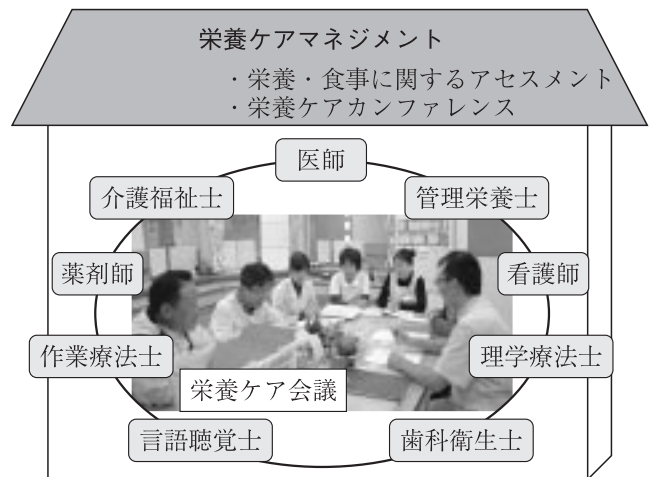 栄養ケアマネジメント
・栄養・食事に関するアセスメント
・栄養ケアカンファレンス
医師
介護福祉士
管理栄養士
薬剤師
看護師
作業療法士
理学療法士
栄養ケア会議
言語聴覚士
歯科衛生士